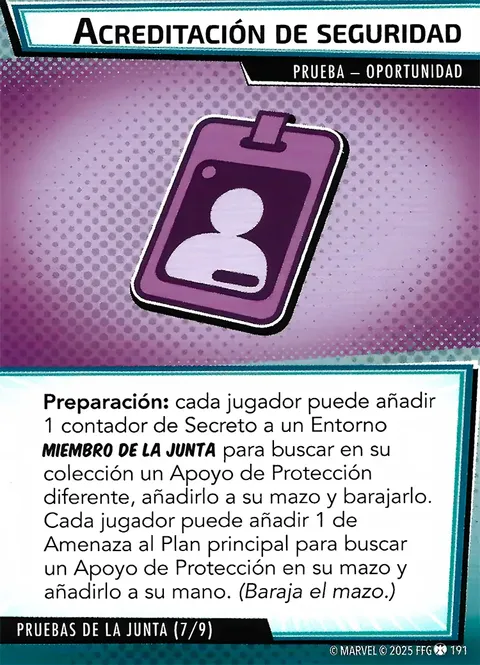 Acreditación de seguridad
PRUEBA – OPORTUNIDAD
Preparación: cada jugador puede añadir
1 contador de Secreto a un Entorno
MIEMBRO DE LA JUNTA para buscar en su
colección un Apoyo de Protección
diferente, añadirlo a su mazo y barajarlo.
Cada jugador puede añadir 1 de
Amenaza al Plan principal para buscar
un Apoyo de Protección en su mazo y
añadirlo a su mano. (Baraja el mazo.)
PRUEBAS DE LA JUNTA (7/9)
© MARVEL © 2025 FFG 191